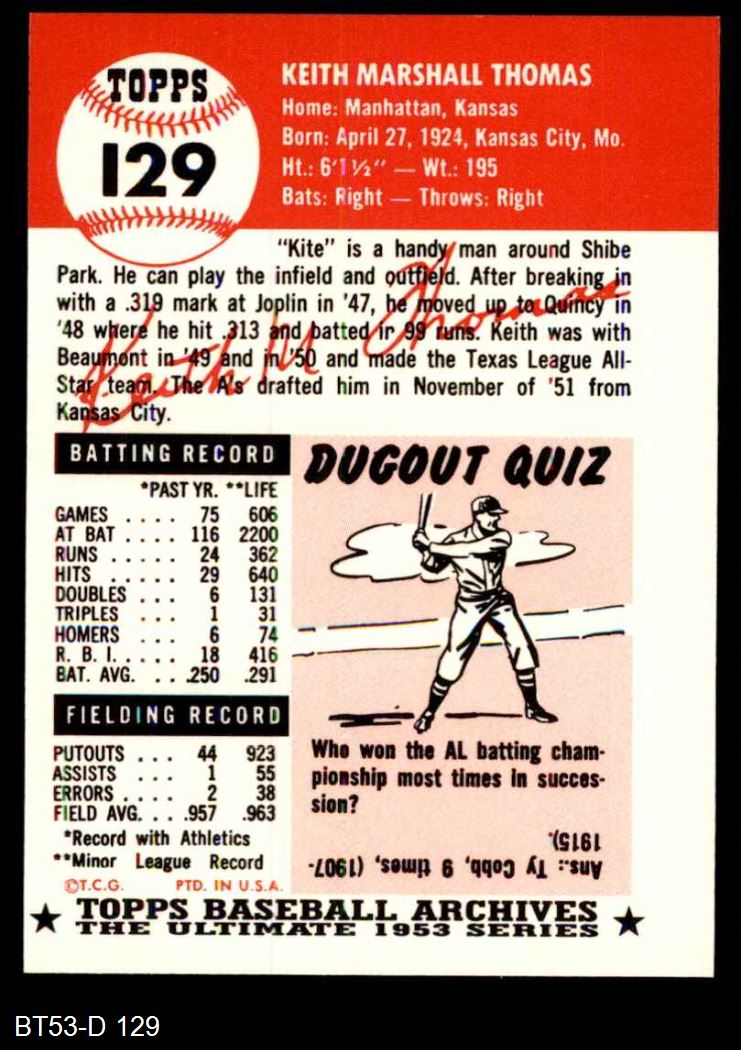 TOPPS
129
KEITH MARSHALL THOMAS
Home: Manhattan, Kansas
Born: April 27, 1924, Kansas City, Mo.
Ht.: 6'1½" — Wt.: 195
Bats: Right — Throws: Right
"Kite" is a handy man around Shibe
Park. He can play the infield and outfield. After breaking in
with a .319 mark at Joplin in '47, he moved up to Quincy in
'48 where he hit .313 and batted in 99 runs. Keith was with
Beaumont in '49 and in '50 and made the Texas League All-
Star team. The A's drafted him in November of '51 from
Kansas City.
Keith M Thomas
BATTING RECORD
*PAST YR. **LIFE
GAMES .... 75 606
AT BAT .... 116 2200
RUNS ..... 24 362
HITS ..... 29 640
DOUBLES ... 6 131
TRIPLES ... 1 31
HOMERS ... 6 74
R. B. I. .... 18 416
BAT. AVG. ... .250 .291
FIELDING RECORD
PUTOUTS ... 44 923
ASSISTS ... 1 55
ERRORS .... 2 38
FIELD AVG. ... .957 .963
*Record with Athletics
**Minor League Record
©T.C.G. PTD. IN U.S.A.
DUGOUT QUIZ
Who won the AL batting cham-
pionship most times in succes-
sion?
Ans.: Ty Cobb, 9 times, (1907-
1915).
TOPPS BASEBALL ARCHIVES
THE ULTIMATE 1953 SERIES
BT53-D 129